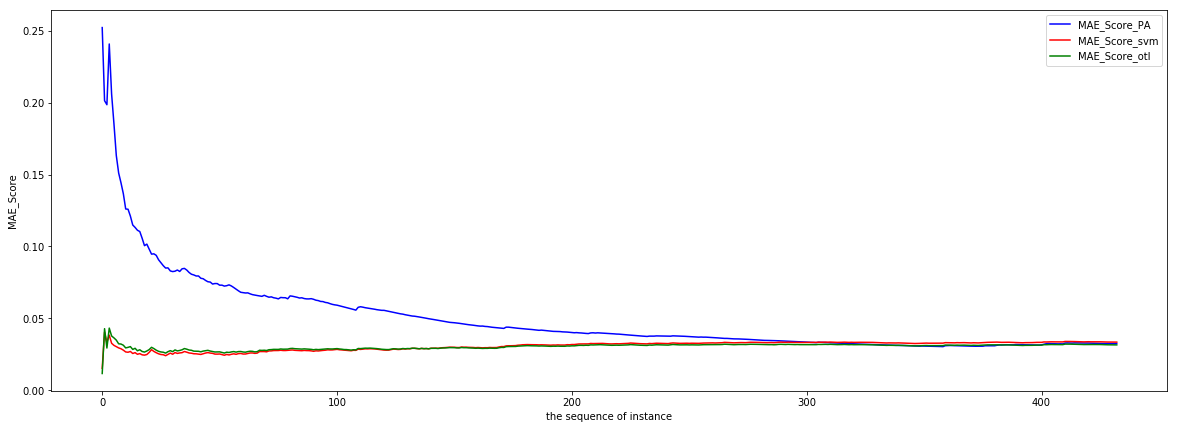 MAE_Score_PA
MAE_Score_svm
MAE_Score_otl
0.25
0.20
0.15
0.10
0.05
0.00
MAE_Score
0 100 200 300 400
the sequence of instance